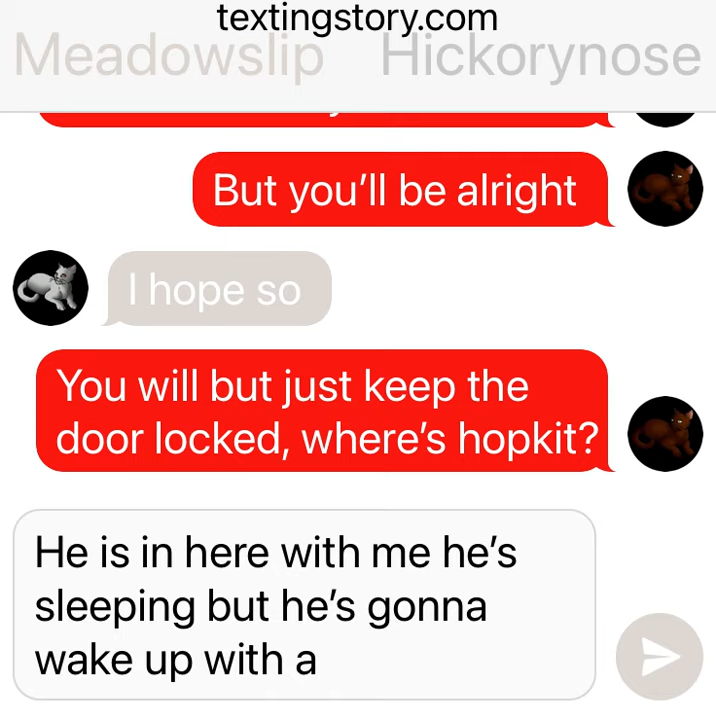 textingstory.com
Meadowslip Hickorynose
But you'll be alright
I hope so
You will but just keep the
door locked, where's hopkit?
He is in here with me he's
sleeping but he's gonna
wake up with a